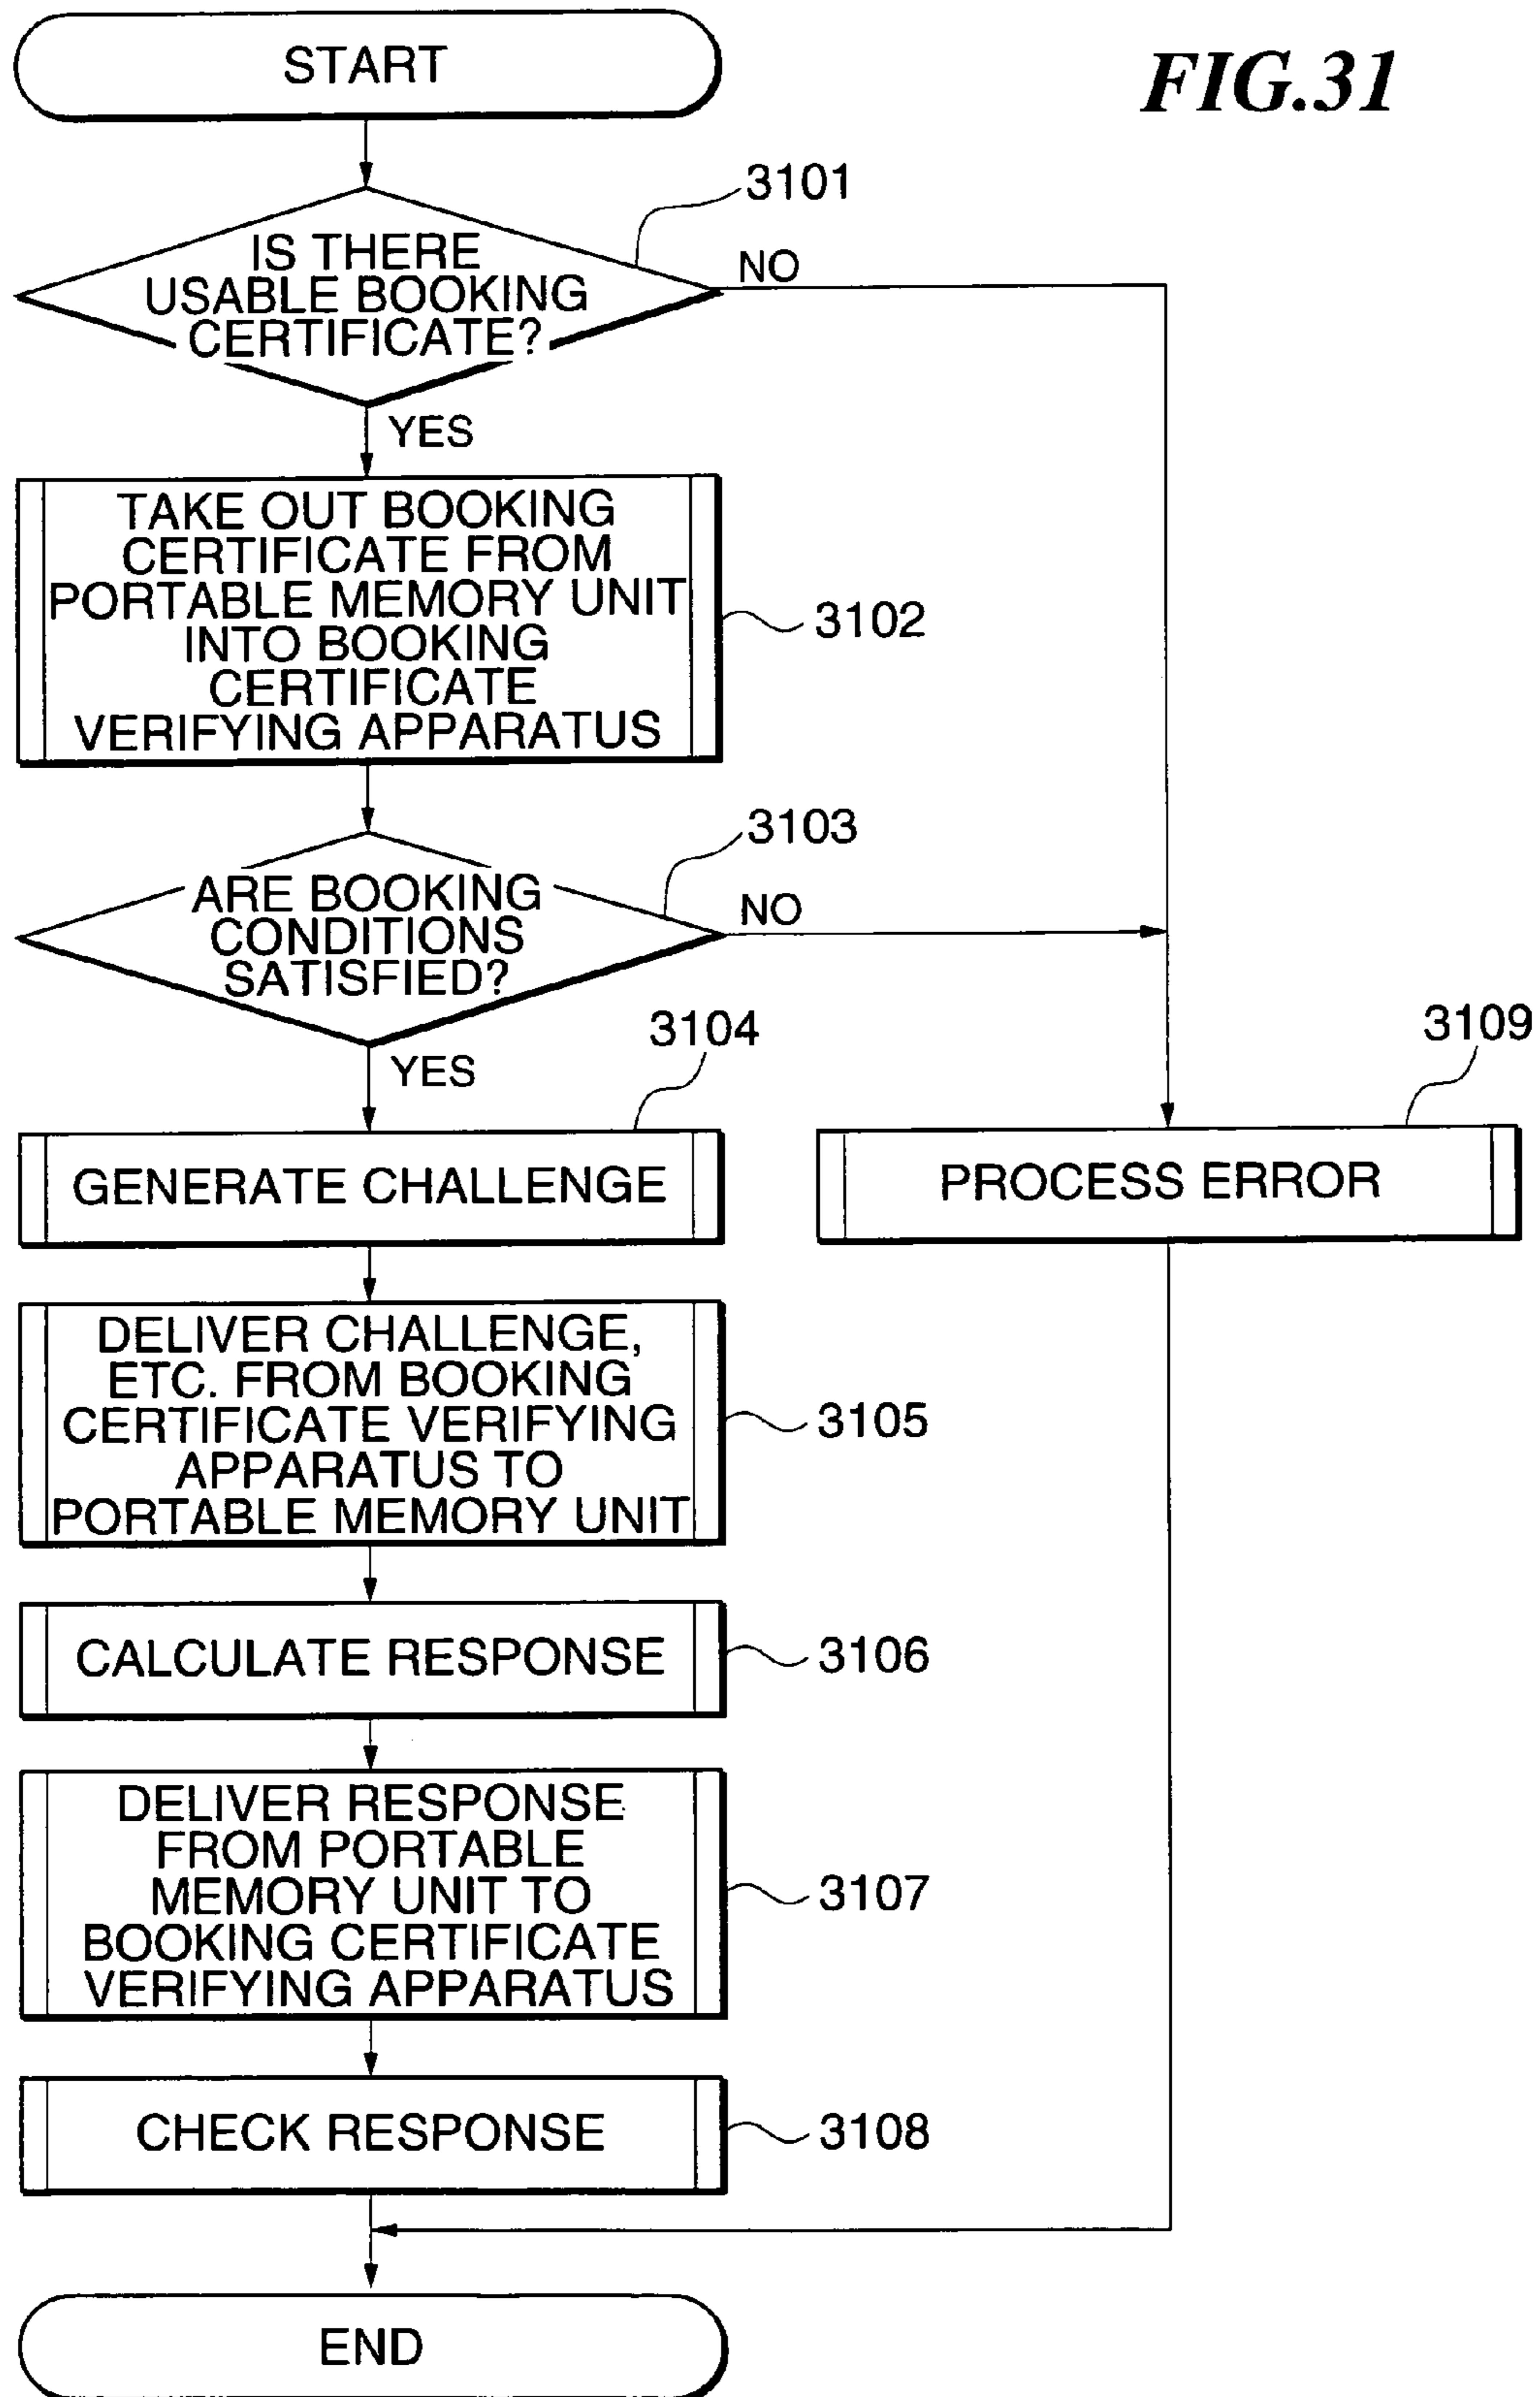 START
FIG.31
3101
IS THERE
USABLE BOOKING
CERTIFICATE?
NO
YES
TAKE OUT BOOKING
CERTIFICATE FROM
PORTABLE MEMORY UNIT
INTO BOOKING
CERTIFICATE
VERIFYING APPARATUS
3102
3103
ARE BOOKING
CONDITIONS
SATISFIED?
NO
YES
3104
3109
GENERATE CHALLENGE
PROCESS ERROR
DELIVER CHALLENGE,
ETC. FROM BOOKING
CERTIFICATE VERIFYING
APPARATUS TO
PORTABLE MEMORY UNIT
3105
CALCULATE RESPONSE
3106
DELIVER RESPONSE
FROM PORTABLE
MEMORY UNIT TO
BOOKING CERTIFICATE
VERIFYING APPARATUS
3107
CHECK RESPONSE
3108
END